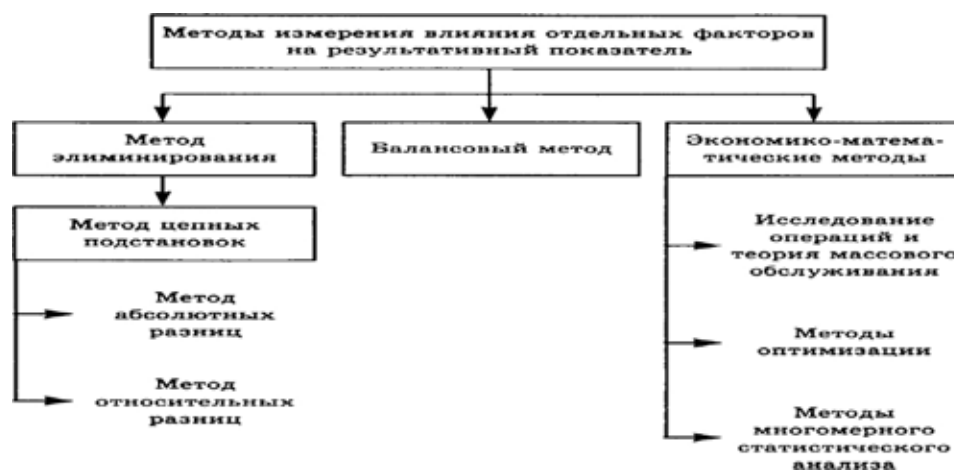 Методы измерения влияния отдельных факторов
на результативный показатель
Метод
элиминирования
Балансовый метод
Экономико-матема-
тические методы
Метод цепных
подстановок
Метод
абсолютных
разниц
Метод
относительных
разниц
Исследование
операций и
теория массового
обслуживания
Методы
оптимизации
Методы
многомерного
статистического
анализа